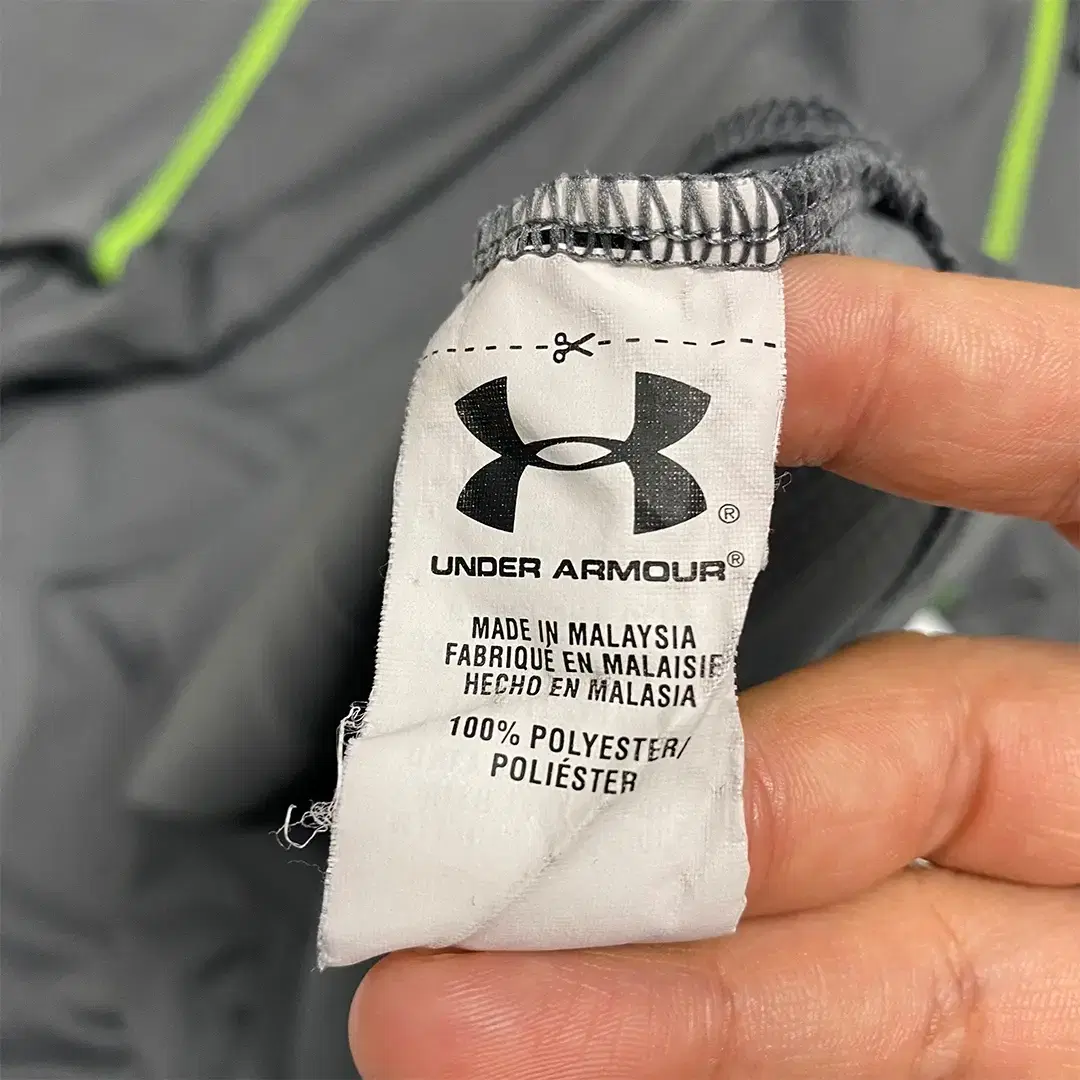 ®
UNDER ARMOUR®
MADE IN MALAYSIA
FABRIQUÉ EN MALAISIE
HECHO EN MALASIA
100% POLYESTER/
POLIÉSTER